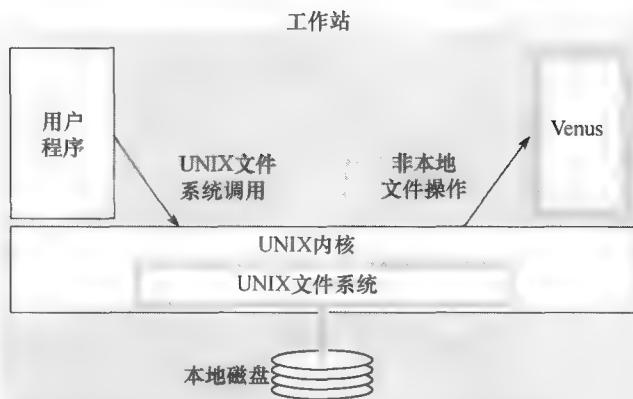 工作站
用户
程序
Venus
UNIX文件
系统调用
非本地
文件操作
UNIX内核
UNIX文件系统
本地磁盘